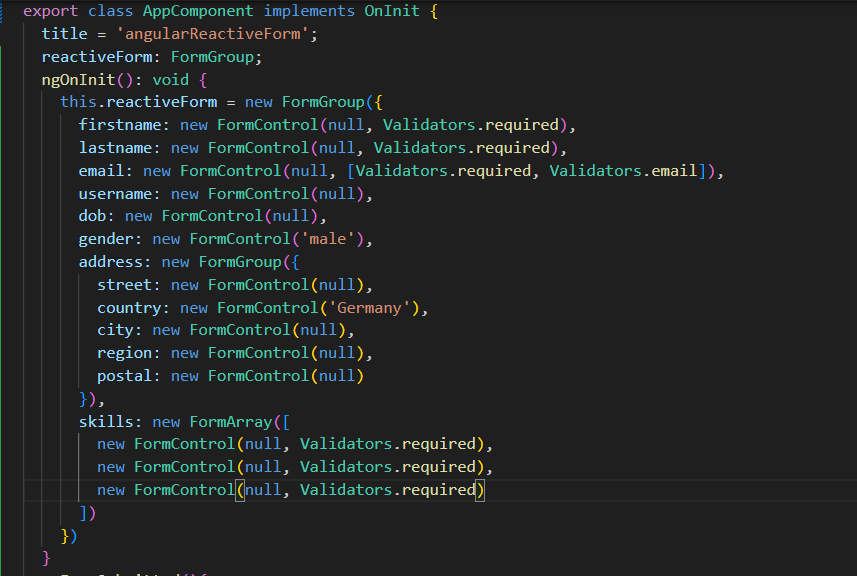 export class AppComponent implements OnInit {
title = 'angularReactiveForm';
reactiveForm: FormGroup;
ngOnInit(): void {
this.reactiveForm = new FormGroup({
firstname: new FormControl(null, Validators.required),
lastname: new FormControl(null, Validators.required),
email: new FormControl(null, [Validators.required, Validators.email]),
username: new FormControl(null),
dob: new FormControl(null),
gender: new FormControl('male'),
address: new FormGroup({
street: new FormControl(null),
country: new FormControl('Germany'),
city: new FormControl(null),
region: new FormControl(null),
postal: new FormControl(null)
}),
skills: new FormArray([
new FormControl(null, Validators.required),
new FormControl(null, Validators.required),
new FormControl(null, Validators.required)
])
})
}